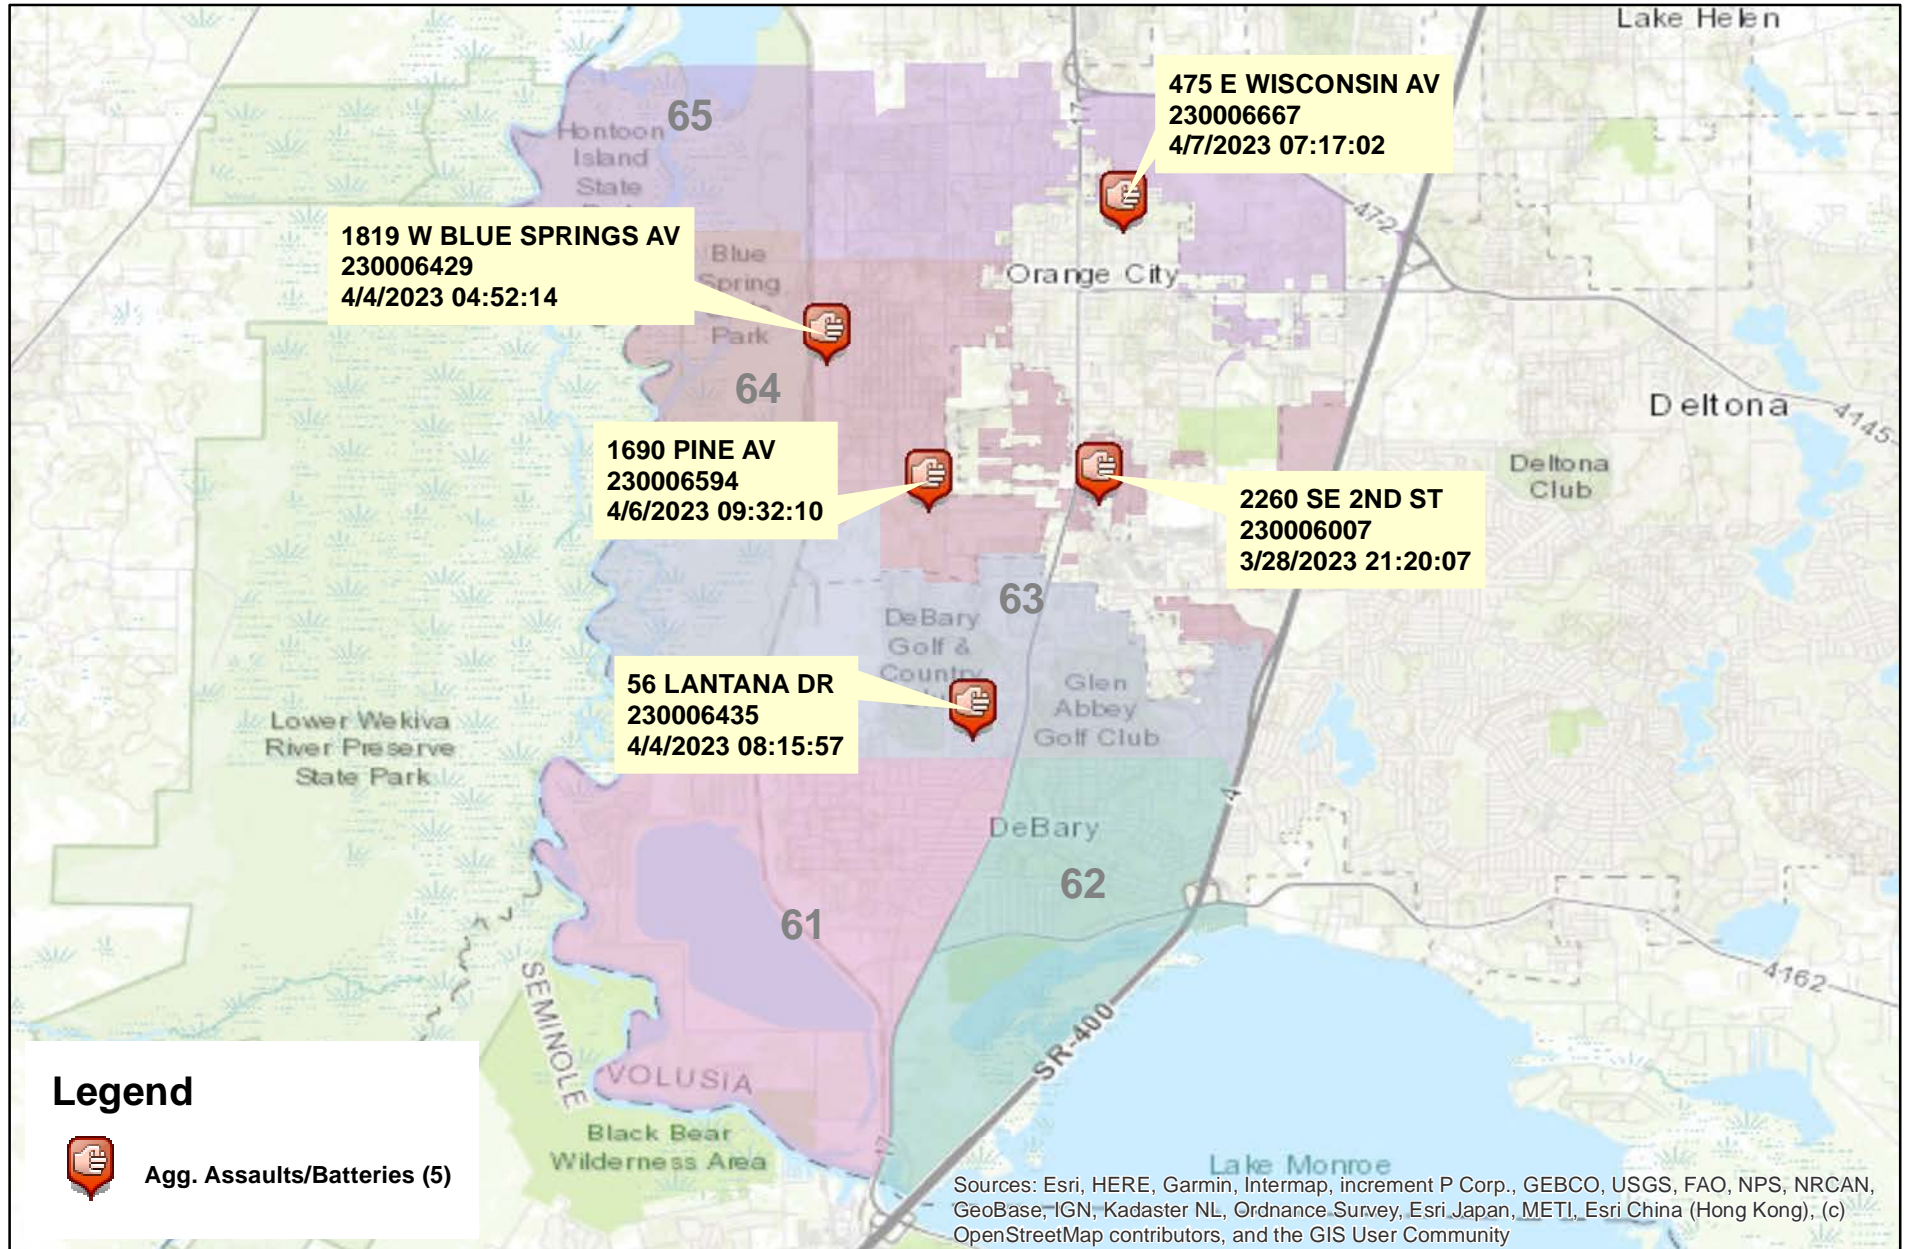 Lake Helen
475 E WISCONSIN AV
230006667
4/7/2023 07:17:02
17
65
Hontoon
Island
State
472
1819 W BLUE SPRINGS AV
230006429
4/4/2023 04:52:14
Blue
Spring
Park
Orange City
64
Deltona
4145
1690 PINE AV
230006594
4/6/2023 09:32:10
Deltona
Club
2260 SE 2ND ST
230006007
3/28/2023 21:20:07
63
DeBary
Golf &
Country
56 LANTANA DR
230006435
4/4/2023 08:15:57
Glen
Abbey
Golf Club
Lower Wekiva
River Preserve
State Park
4
DeBary
62
61
4162
SEMINOLE
VOLUSIA
SR-400
17
Black Bear
Wilderness Area
Lake Monroe
Legend
Agg. Assaults/Batteries (5)
Sources: Esri, HERE, Garmin, Intermap, increment P Corp., GEBCO, USGS, FAO, NPS, NRCAN,
GeoBase, IGN, Kadaster NL, Ordnance Survey, Esri Japan, METI, Esri China (Hong Kong), (c)
OpenStreetMap contributors, and the GIS User Community